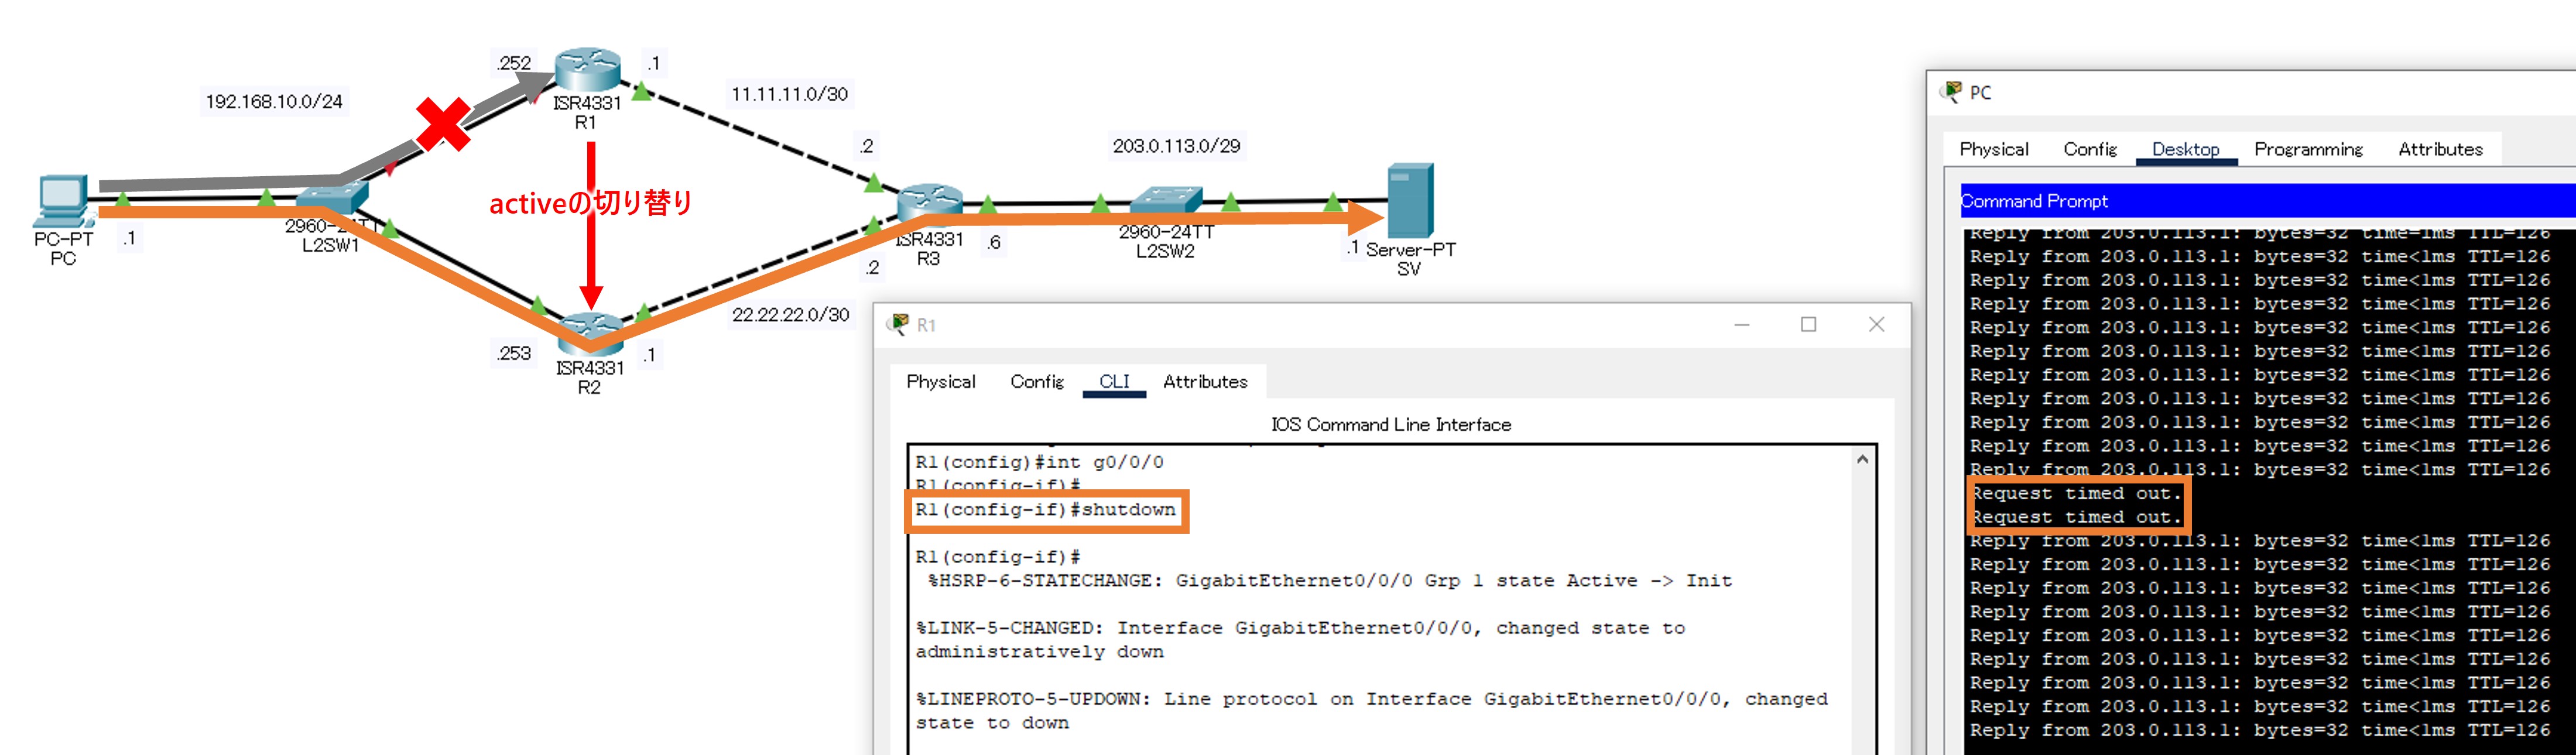 192.168.10.0/24
.252
.1
ISR4331
R1
11.11.11.0/30
.2
203.0.113.0/29
activeの切り替り
PC-PT
PC
.1
2960-24TT
L2SW1
ISR4331
R3
.6
2960-24TT
L2SW2
.1
Server-PT
SV
.2
22.22.22.0/30
.253
.1
ISR4331
R2
R1
Physical
Config
CLI
Attributes
IOS Command Line Interface
R1(config)#int g0/0/0
R1(config-if)#
R1(config-if)#shutdown
R1(config-if)#
%HSRP-6-STATECHANGE: GigabitEthernet0/0/0 Grp 1 state Active -> Init
%LINK-5-CHANGED: Interface GigabitEthernet0/0/0, changed state to
administratively down
%LINEPROTO-5-UPDOWN: Line protocol on Interface GigabitEthernet0/0/0, changed
state to down
PC
Physical
Config
Desktop
Programming
Attributes
Command Prompt
Reply from 203.0.113.1: bytes=32 time=1ms TTL=126
Reply from 203.0.113.1: bytes=32 time<1ms TTL=126
Reply from 203.0.113.1: bytes=32 time<1ms TTL=126
Reply from 203.0.113.1: bytes=32 time<1ms TTL=126
Reply from 203.0.113.1: bytes=32 time<1ms TTL=126
Reply from 203.0.113.1: bytes=32 time<1ms TTL=126
Reply from 203.0.113.1: bytes=32 time<1ms TTL=126
Reply from 203.0.113.1: bytes=32 time<1ms TTL=126
Reply from 203.0.113.1: bytes=32 time<1ms TTL=126
Reply from 203.0.113.1: bytes=32 time<1ms TTL=126
Reply from 203.0.113.1: bytes=32 time<1ms TTL=126
Request timed out.
Request timed out.
Reply from 203.0.113.1: bytes=32 time<1ms TTL=126
Reply from 203.0.113.1: bytes=32 time<1ms TTL=126
Reply from 203.0.113.1: bytes=32 time<1ms TTL=126
Reply from 203.0.113.1: bytes=32 time<1ms TTL=126
Reply from 203.0.113.1: bytes=32 time<1ms TTL=126
Reply from 203.0.113.1: bytes=32 time<1ms TTL=126
Reply from 203.0.113.1: bytes=32 time<1ms TTL=126
Reply from 203.0.113.1: bytes=32 time<1ms TTL=126
Reply from 203.0.113.1: bytes=32 time<1ms TTL=126